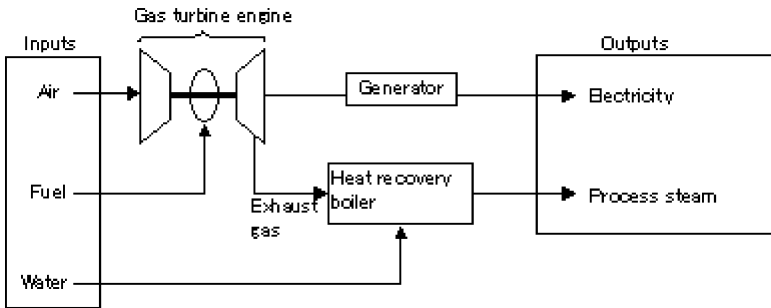 Gas turbine engine
Inputs
Outputs
Air
Generator
Electricity
Fuel
Heat recovery
boiler
Process steam
Exhaust
gas
Water